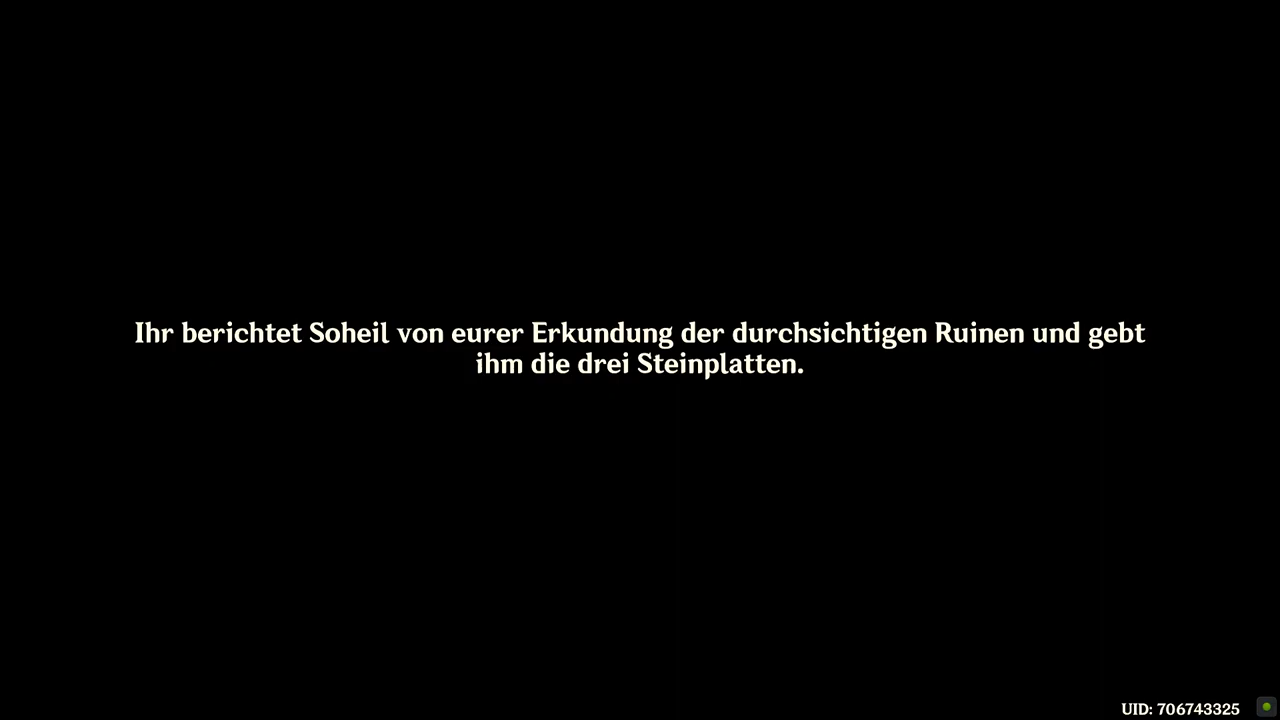 Ihr berichtet Soheil von eurer Erkundung der durchsichtigen Ruinen und gebt
ihm die drei Steinplatten.
UID: 706743325